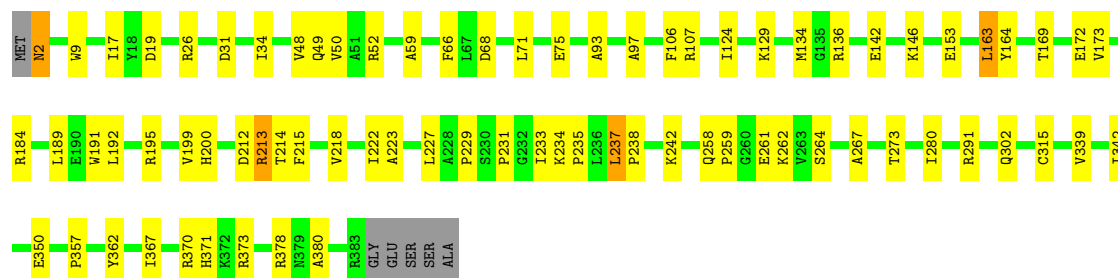 MET N2 W9 I17 Y18 D19 R26 D31 I34 V48 Q49 V50 A51 R52 A59 F66 L67 D68 L71 E75 A93 A97 F106 R107 I124 K129 M134 G135 R136 E142 K146 E153 L163 Y164 T169 E172 V173
R184 L189 E190 W191 L192 R195 V199 H200 D212 R213 T214 F215 V218 I222 A223 L227 A228 P229 S230 P231 G232 I233 K234 P235 L236 L237 P238 K242 Q258 P259 G260 E261 K262 V263 S264 A267 T273 I280 R291 Q302 C315 V339
E350 P357 Y362 I367 R370 H371 K372 R373 R378 N379 A380 R383 GLY GLU SER SER ALA